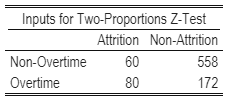 Inputs for Two-Proportions Z-Test
Attrition Non-Attrition
Non-Overtime 60 558
Overtime 80 172